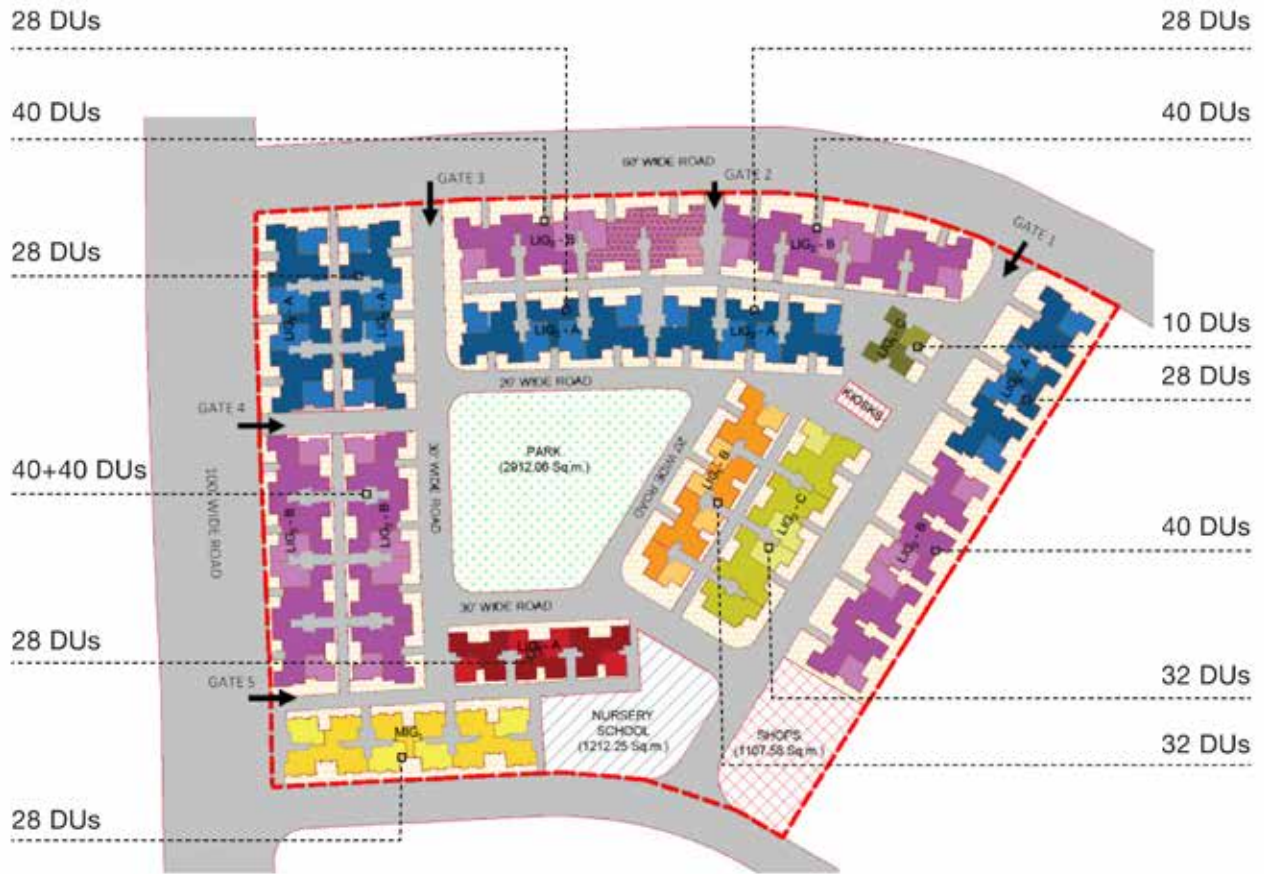 28 DUs
28 DUs
40 DUs
40 DUs
60' WIDE ROAD
GATE 3
GATE 2
GATE 1
28 DUs
10 DUs
28 DUs
20' WIDE ROAD
KIOSKS
GATE 4
PARK
(2912.06 Sq.m.)
20' WIDE ROAD
30' WIDE ROAD
100' WIDE ROAD
40+40 DUs
40 DUs
30' WIDE ROAD
28 DUs
GATE 5
NURSERY
SCHOOL
(1212.25 Sq.m.)
SHOPS
(1107.58 Sq.m.)
32 DUs
32 DUs
28 DUs